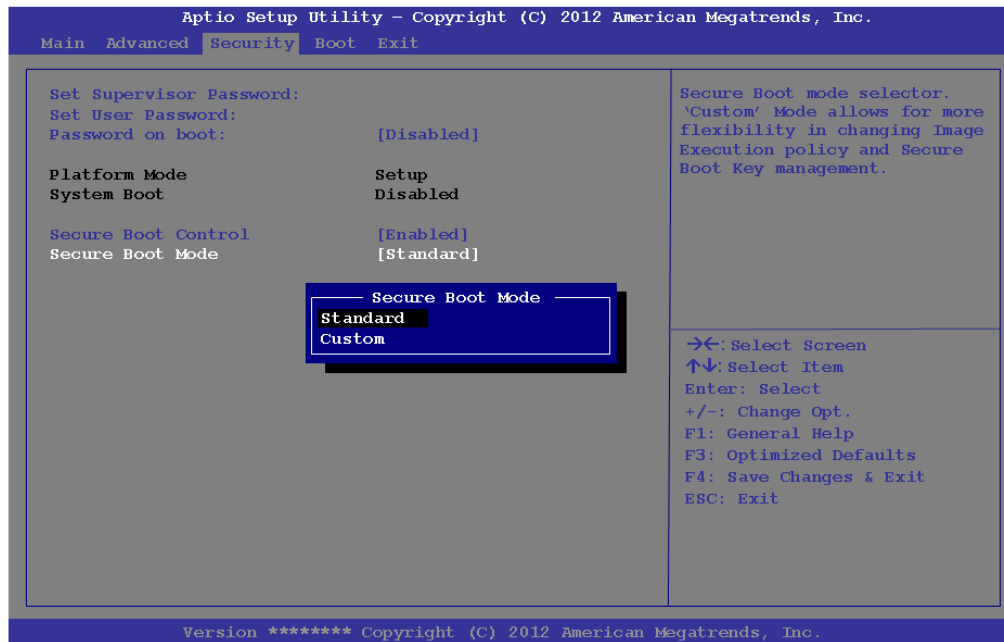 Aptio Setup Utility – Copyright (C) 2012 American Megatrends, Inc.
Main Advanced Security Boot Exit
Set Supervisor Password:
Set User Password:
Password on boot: [Disabled]
Platform Mode Setup
System Boot Disabled
Secure Boot Control [Enabled]
Secure Boot Mode [Standard]
Secure Boot Mode
Standard
Custom
Secure Boot mode selector.
‘Custom’ Mode allows for more
flexibility in changing Image
Execution policy and Secure
Boot Key management.
→←: Select Screen
↑↓: Select Item
Enter: Select
+/-: Change Opt.
F1: General Help
F3: Optimized Defaults
F4: Save Changes & Exit
ESC: Exit
Version ******** Copyright (C) 2012 American Megatrends, Inc.